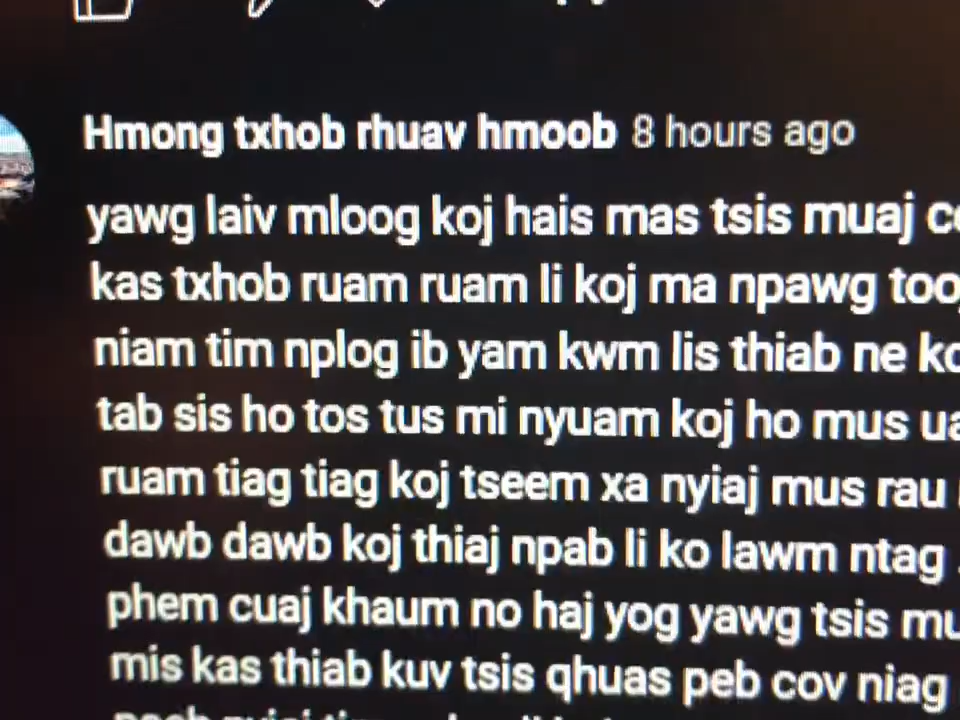 Hmong txhob rhuav hmoob 8 hours ago
yawg laiv mloog koj hais mas tsis muaj
kas txhob ruam ruam li koj ma npawg
niam tim nplog ib yam kwm lis thiab ne
tab sis ho tos tus mi nyuam koj ho mus
ruam tiag tiag koj tseem xa nyiaj mus rau
dawb dawb koj thiaj npab li ko lawm ntag
phem cuaj khaum no haj yog yawg tsis
mis kas thiab kuv tsis qhuas peb cov niag